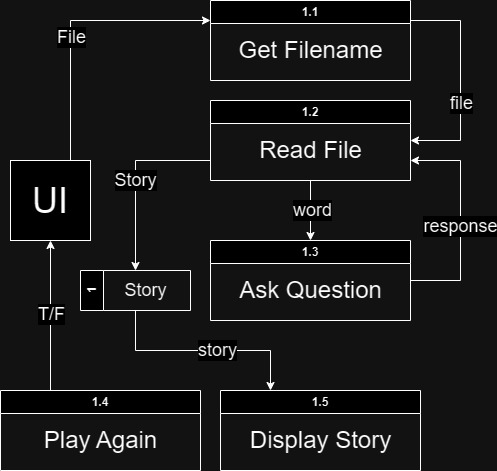 1.1
File
Get Filename
file
1.2
Read File
Story
UI
word
response
1.3
1
Story
Ask Question
T/F
story
1.4
1.5
Play Again
Display Story